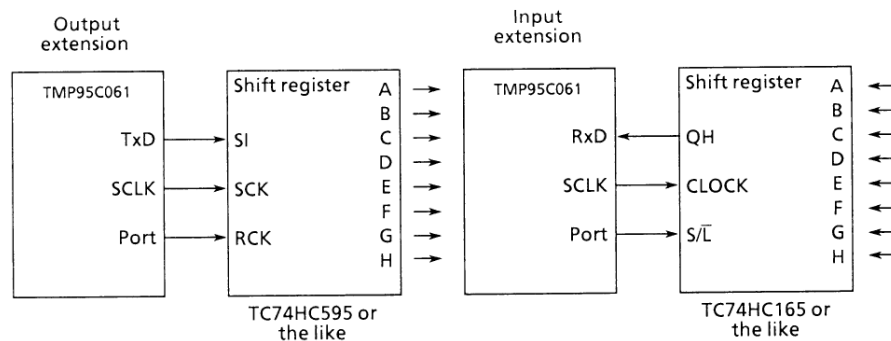 Output
extension
TMP95C061
TxD
SCLK
Port
Shift register
SI
SCK
RCK
A
B
C
D
E
F
G
H
TC74HC595 or
the like
Input
extension
TMP95C061
RxD
SCLK
Port
Shift register
QH
CLOCK
S/L̅
A
B
C
D
E
F
G
H
TC74HC165 or
the like